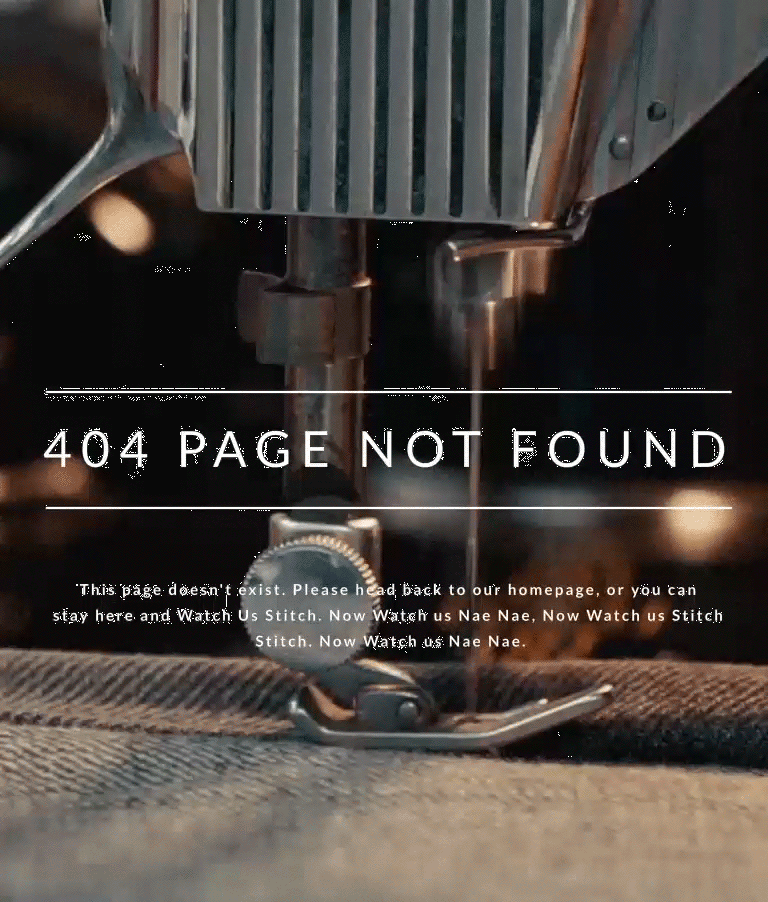 404 PAGE NOT FOUND
This page doesn't exist. Please head back to our homepage, or you can
stay here and Watch Us Stitch. Now Watch us Nae Nae, Now Watch us Stitch
Stitch. Now Watch us Nae Nae.